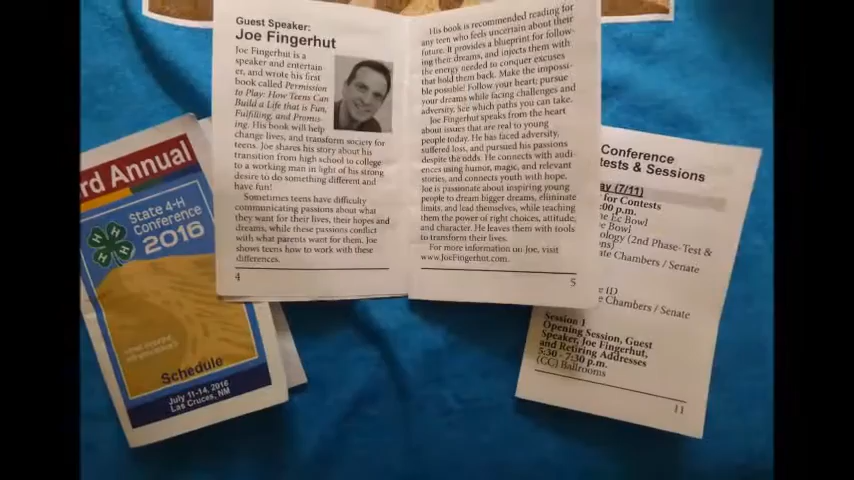 Guest Speaker:
Joe Fingerhut
Joe Fingerhut is a
speaker and entertain-
er, and wrote his first
book called Permission
to Play: How Teens Can
Build a Life that is Fun,
Fulfilling, and Promis-
ing. His book will help
change lives, and transform society for
teens. Joe shares his story about his
transition from high school to college
to a working man in light of his strong
desire to do something different and
have fun!
Sometimes teens have difficulty
communicating passions about what
they want for their lives, their hopes and
dreams, while these passions conflict
with what parents want for them. Joe
shows teens how to work with these
differences.
4
His book is recommended reading for
any teen who feels uncertain about their
future. It provides a blueprint for follow-
ing their dreams, and injects them with
the energy needed to conquer excuses
that hold them back. Make the impossi-
ble possible! Follow your heart; pursue
your dreams while facing challenges and
adversity. See which paths you can take.
Joe Fingerhut speaks from the heart
about issues that are real to young
people today. He has faced adversity,
suffered loss, and pursued his passions
despite the odds. He connects with audi-
ences using humor, magic, and relevant
stories, and connects youth with hope.
Joe is passionate about inspiring young
people to dream bigger dreams, eliminate
limits, and lead themselves, while teaching
them the power of right choices, attitude,
and character. He leaves them with tools
to transform their lives.
For more information on Joe, visit
www.JoeFingerhut.com.
5
rd Annual
State 4-H
Conference
2016
H H
H H
Schedule
July 11-14, 2016
Las Cruces, NM
Conference
tests & Sessions
ay (7/11)
for Contests
:00 p.m.
me Ec Bowl
e Bowl
ology (2nd Phase-Test &
ns)
ate Chambers / Senate
e ID
e Chambers / Senate
Session 1
Opening Session, Guest
Speaker, Joe Fingerhut,
and Retiring Addresses
5:30 - 7:30 p.m.
(CC) Ballrooms
11